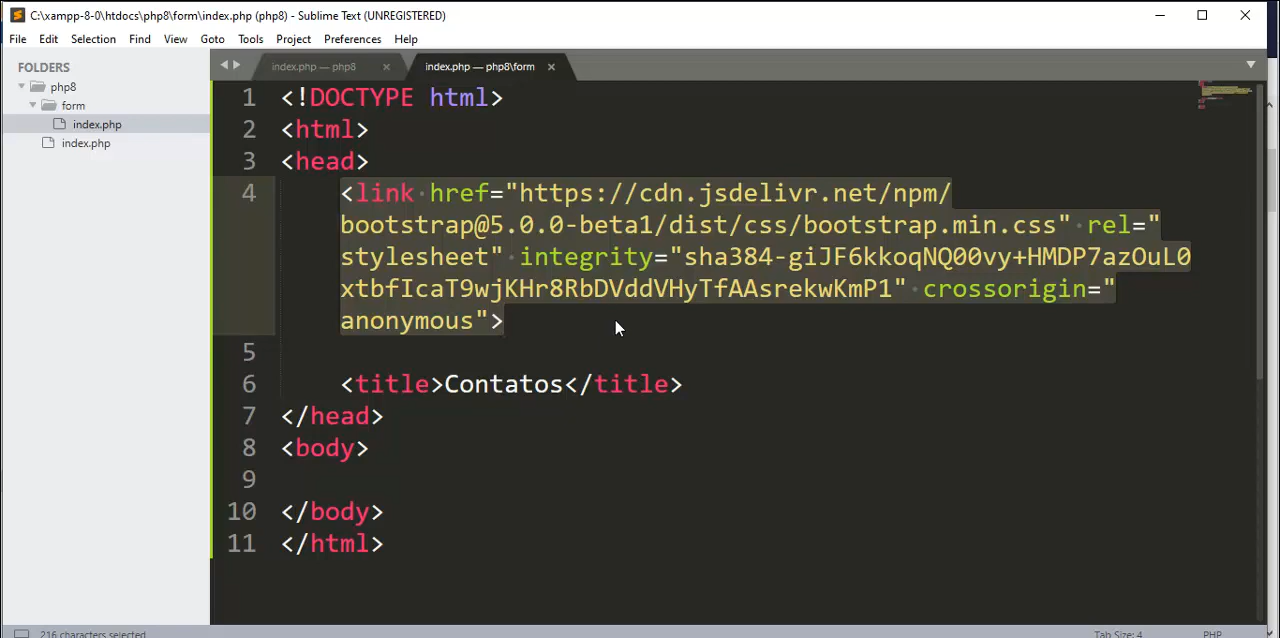 C:\xampp-8-0\htdocs\php8\form\index.php (php8) - Sublime Text (UNREGISTERED)
File Edit Selection Find View Goto Tools Project Preferences Help
FOLDERS
php8
form
index.php
index.php
index.php — php8
index.php — php8\form
1 <!DOCTYPE html>
2 <html>
3 <head>
4 <link href="https://cdn.jsdelivr.net/npm/
bootstrap@5.0.0-beta1/dist/css/bootstrap.min.css" rel="
stylesheet" integrity="sha384-giJF6kkoqNQ00vy+HMDP7azOuL0
xtbfIcaT9wjKHr8RbDVddVHyTfAAsrekwKmP1" crossorigin="
anonymous">
5
6 <title>Contatos</title>
7 </head>
8 <body>
9
10 </body>
11 </html>
216 characters selected
Tab Size: 4
PHP